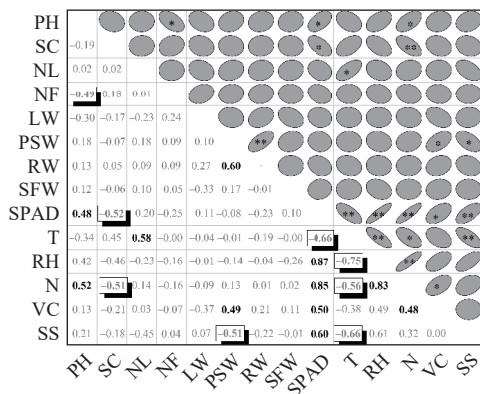 PH * * *
SC −0.19 * **
NL 0.02 0.02 *
NF −0.49 0.18 0.01
LW −0.30 −0.17 −0.23 0.24
PSW 0.18 −0.07 0.18 0.09 0.10 ** * *
RW 0.13 0.05 0.09 0.09 0.27 0.60
SFW 0.12 −0.06 0.10 0.05 −0.33 0.17 −0.01
SPAD 0.48 −0.52 0.20 −0.25 0.11 −0.08 −0.23 0.10 ** ** ** * **
T −0.34 0.45 0.58 −0.00 −0.04 −0.01 −0.19 −0.00 −0.66 ** * **
RH 0.42 −0.46 −0.23 −0.16 −0.01 −0.14 −0.04 −0.26 0.87 −0.75 **
N 0.52 −0.51 0.14 −0.16 −0.09 0.13 0.01 0.02 0.85 −0.56 0.83 *
VC 0.13 −0.21 0.03 −0.07 −0.37 0.49 0.21 0.11 0.50 −0.38 0.49 0.48
SS 0.21 −0.18 −0.45 0.04 0.07 −0.51 −0.22 −0.01 0.60 −0.66 0.61 0.32 0.00
PH SC NL NF LW PSW RW SFW SPAD T RH N VC SS